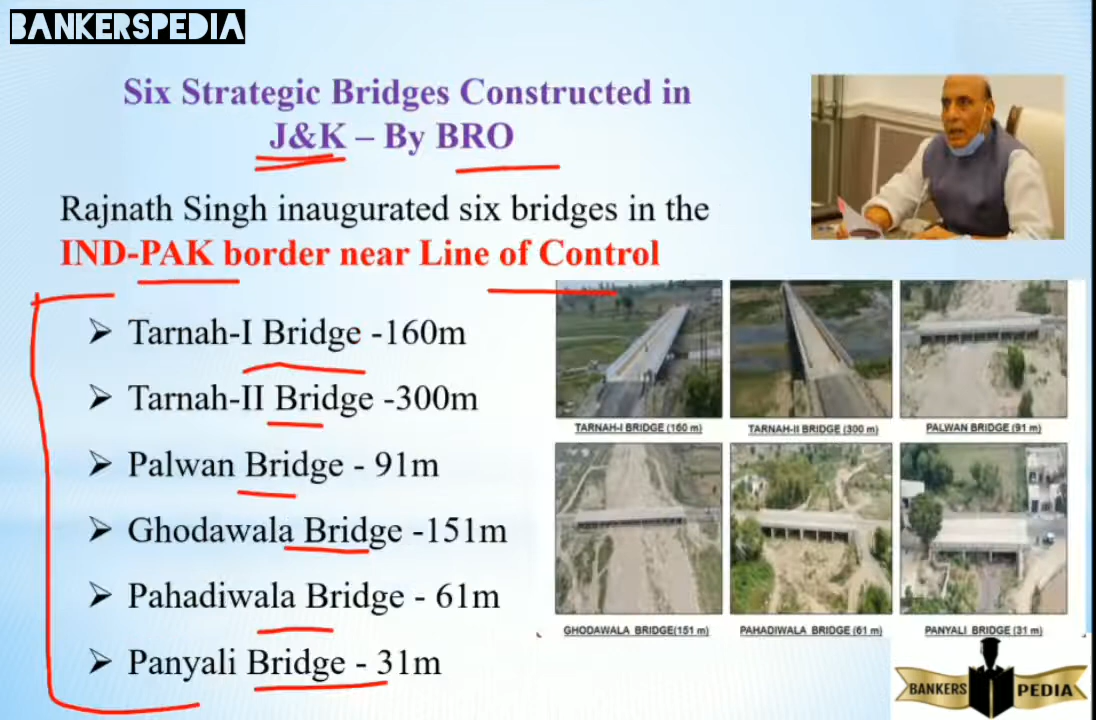 BANKERSPEDIA
Six Strategic Bridges Constructed in
J&K – By BRO
Rajnath Singh inaugurated six bridges in the
IND-PAK border near Line of Control
➢ Tarnah-I Bridge -160m
➢ Tarnah-II Bridge -300m
➢ Palwan Bridge - 91m
➢ Ghodawala Bridge -151m
➢ Pahadiwala Bridge - 61m
➢ Panyali Bridge - 31m
TARNAH-I BRIDGE (160 m)
TARNAH-II BRIDGE (300 m)
PALWAN BRIDGE (91 m)
GHODAWALA BRIDGE(151 m)
PAHADIWALA BRIDGE (61 m)
PANYALI BRIDGE (31 m)
BANKERS PEDIA